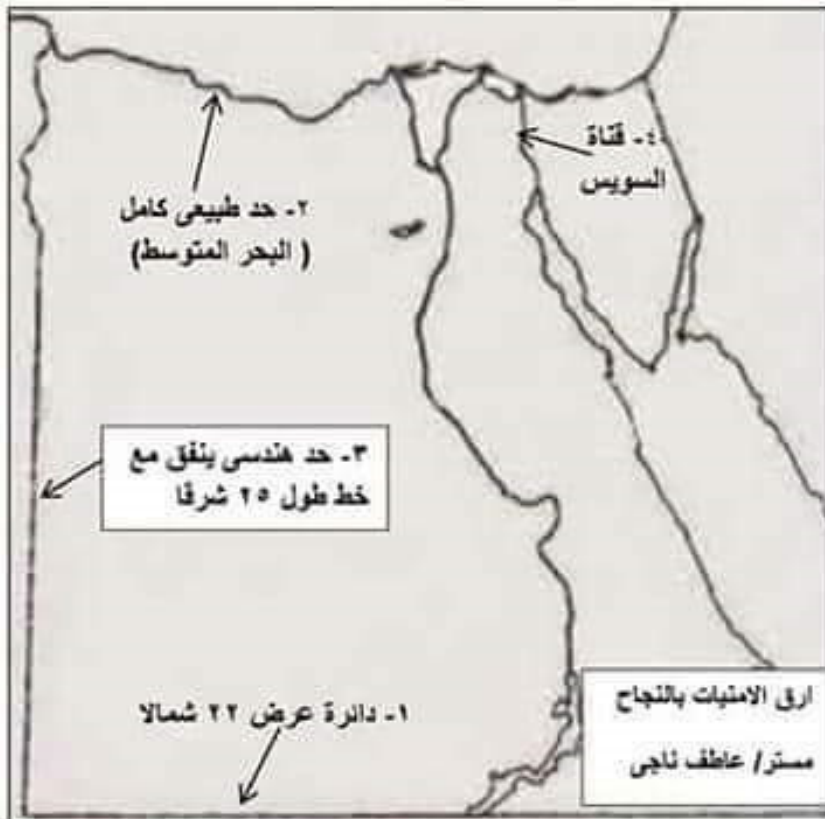 ٤- قناة
السويس
٢- حد طبيعى كامل
( البحر المتوسط)
٣- حد هندسى يتفق مع
خط طول ٢٥ شرقا
١- دائرة عرض ٢٢ شمالا
ارق الامنيات بالنجاح
مستر/ عاطف ناجى